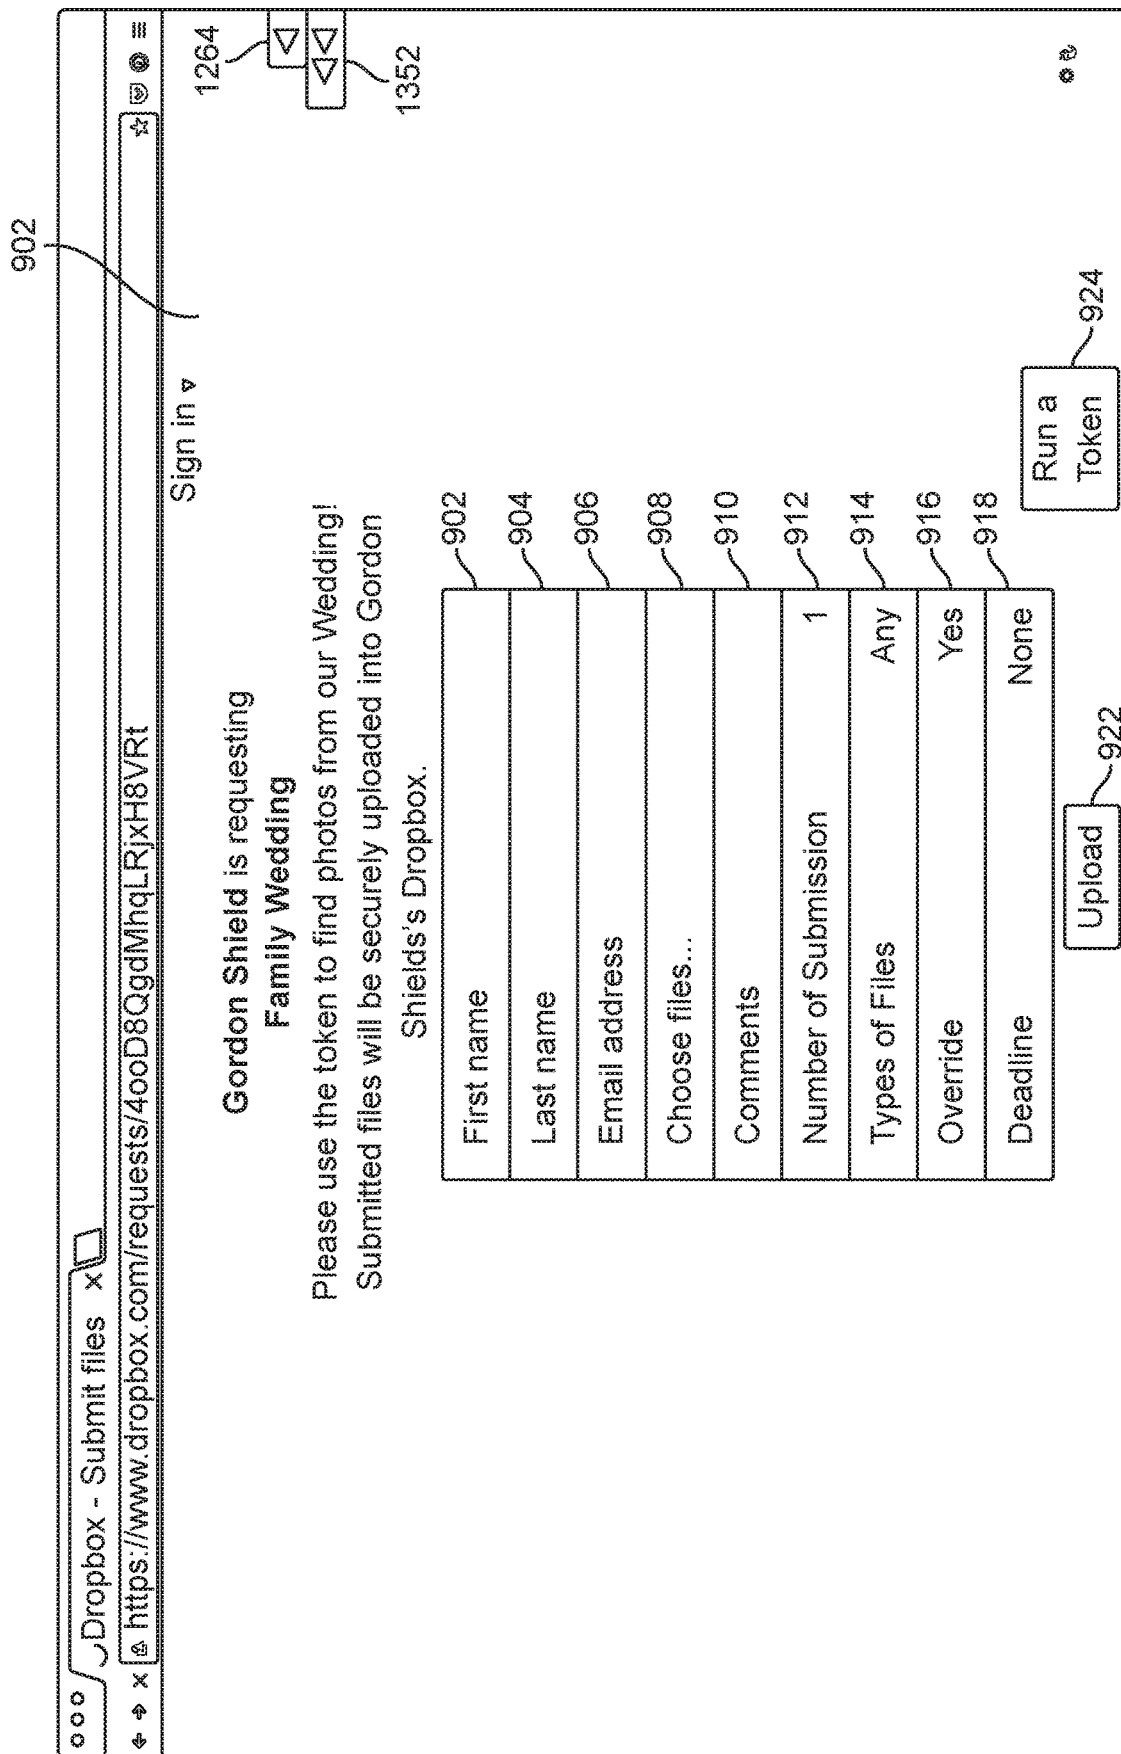 902
Dropbox - Submit files x
https://www.dropbox.com/requests/4ooD8QgdMhqLRjxH8VRt
Sign in
1264
1352
Gordon Shield is requesting
Family Wedding
Please use the token to find photos from our Wedding!
Submitted files will be securely uploaded into Gordon
Shields's Dropbox.
First name 902
Last name 904
Email address 906
Choose files... 908
Comments 910
Number of Submission 1 912
Types of Files Any 914
Override Yes 916
Deadline None 918
Run a
Token
924
Upload 922